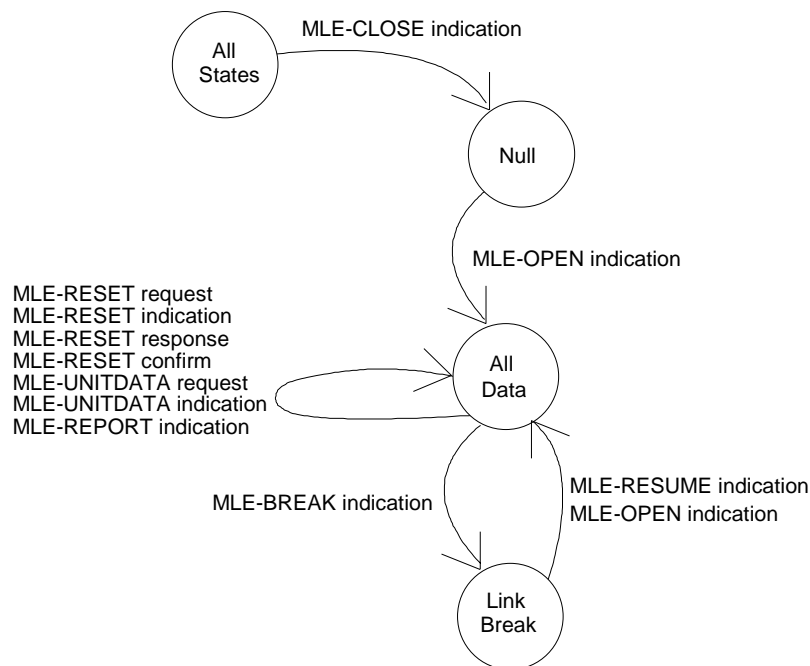 MLE-CLOSE indication
All
States
Null
MLE-OPEN indication
MLE-RESET request
MLE-RESET indication
MLE-RESET response
MLE-RESET confirm
MLE-UNITDATA request
MLE-UNITDATA indication
MLE-REPORT indication
All
Data
MLE-BREAK indication
MLE-RESUME indication
MLE-OPEN indication
Link
Break